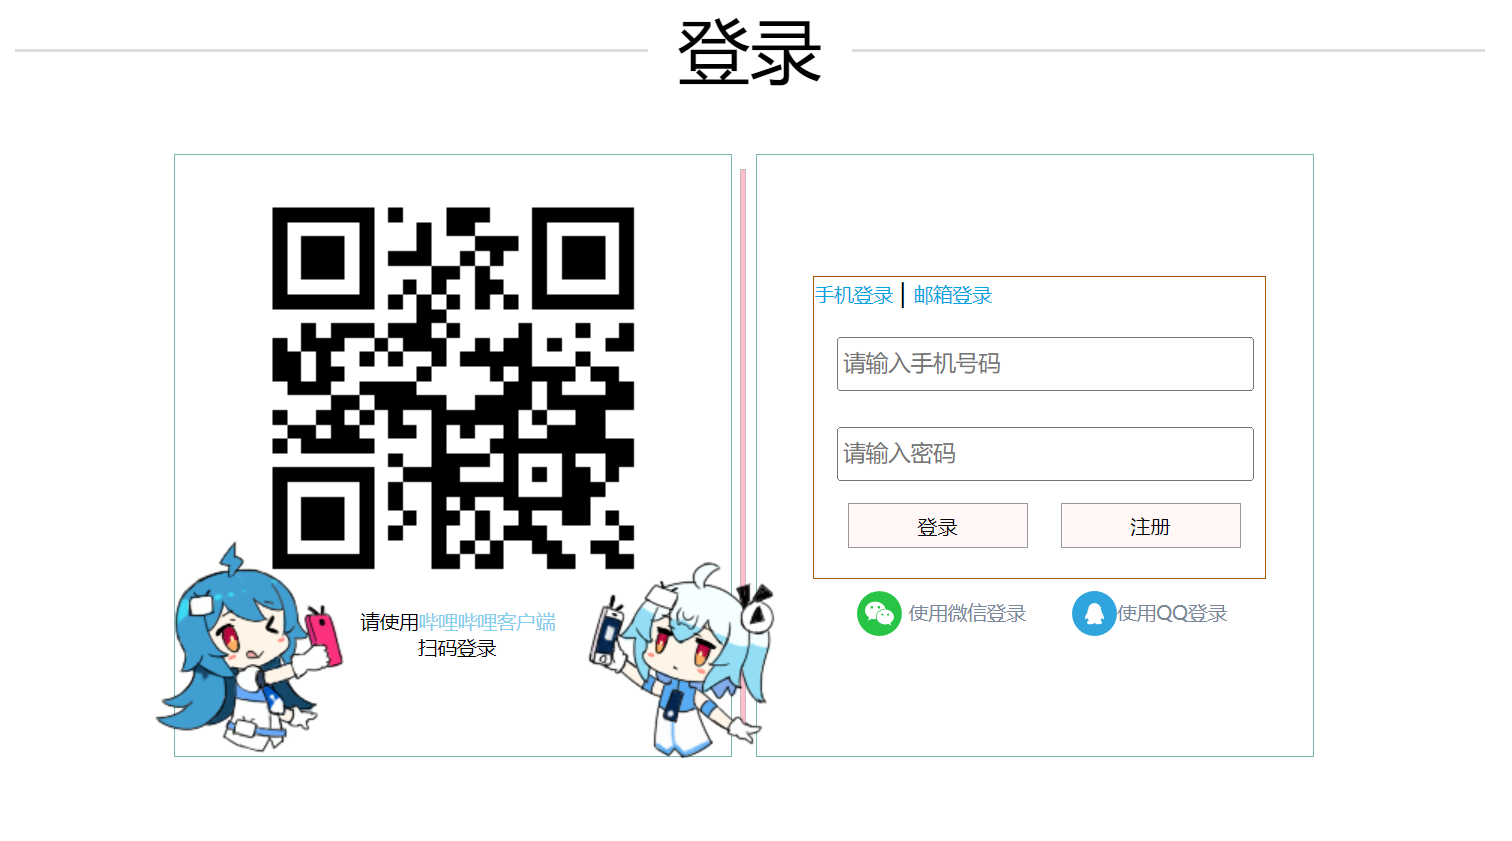 登录
请使用哔哩哔哩客户端
扫码登录
手机登录 | 邮箱登录
请输入手机号码
请输入密码
登录 注册
使用微信登录 使用QQ登录